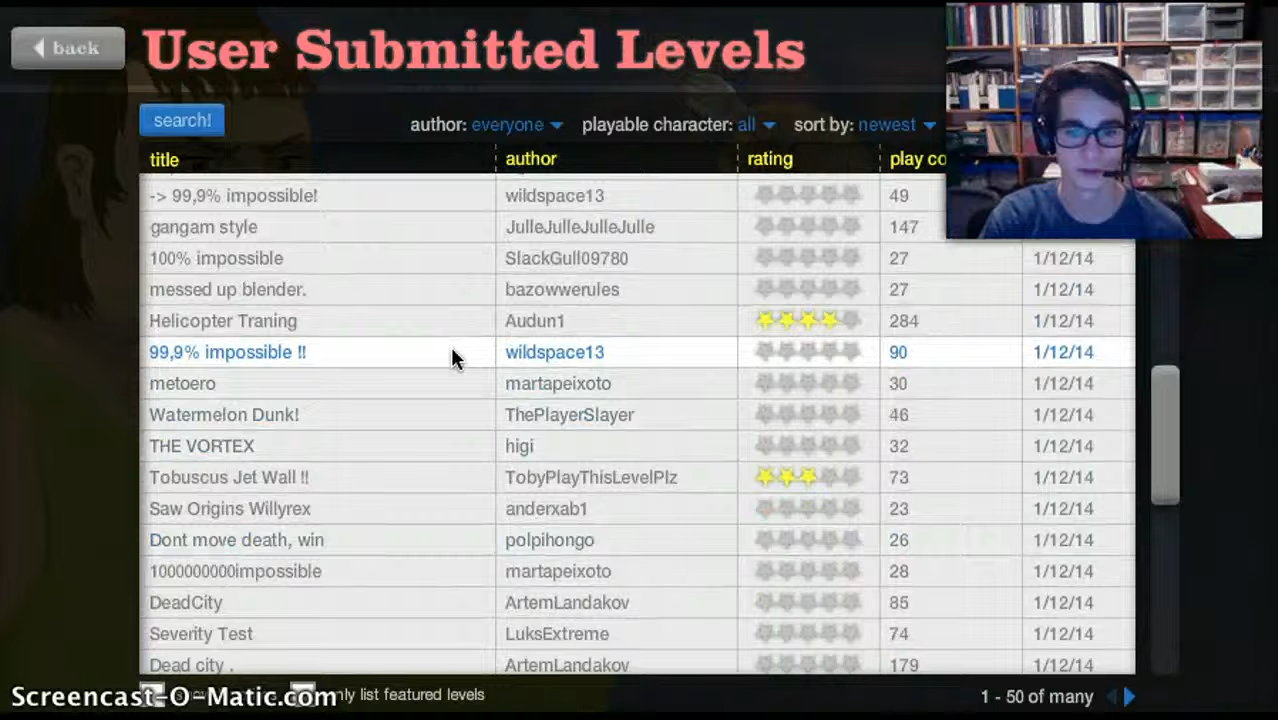 back
User Submitted Levels
search!
author: everyone playable character: all sort by: newest
title author rating play co
-> 99,9% impossible! wildspace13 49
gangam style JulleJulleJulleJulle 147
100% impossible SlackGull09780 27 1/12/14
messed up blender. bazowwerules 27 1/12/14
Helicopter Traning Audun1 284 1/12/14
99,9% impossible !! wildspace13 90 1/12/14
metoero martapeixoto 30 1/12/14
Watermelon Dunk! ThePlayerSlayer 46 1/12/14
THE VORTEX higi 32 1/12/14
Tobuscus Jet Wall !! TobyPlayThisLevelPlz 73 1/12/14
Saw Origins Willyrex anderxab1 23 1/12/14
Dont move death, win polpihongo 26 1/12/14
1000000000impossible martapeixoto 28 1/12/14
DeadCity ArtemLandakov 85 1/12/14
Severity Test LuksExtreme 74 1/12/14
Dead city . ArtemLandakov 179 1/12/14
Screencast-O-Matic.com nly list featured levels 1 - 50 of many